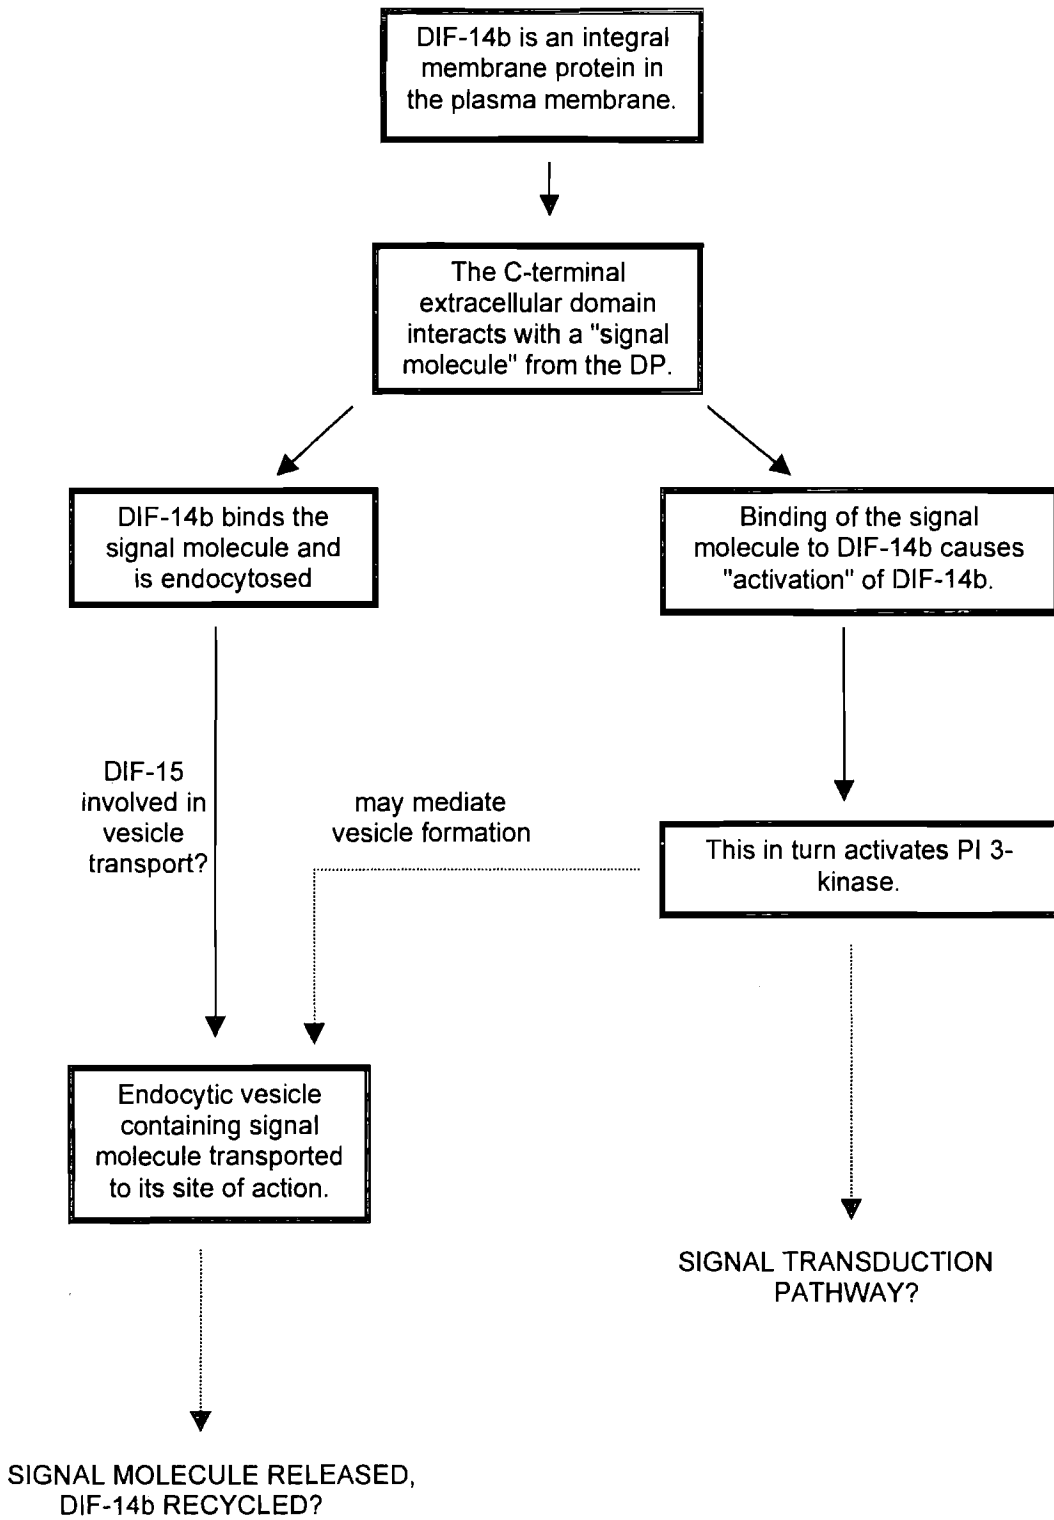 DIF-14b is an integral
membrane protein in
the plasma membrane.
The C-terminal
extracellular domain
interacts with a "signal
molecule" from the DP.
DIF-14b binds the
signal molecule and
is endocytosed
Binding of the signal
molecule to DIF-14b causes
"activation" of DIF-14b.
DIF-15
involved in
vesicle
transport?
may mediate
vesicle formation
This in turn activates PI 3-
kinase.
Endocytic vesicle
containing signal
molecule transported
to its site of action.
SIGNAL TRANSDUCTION
PATHWAY?
SIGNAL MOLECULE RELEASED,
DIF-14b RECYCLED?